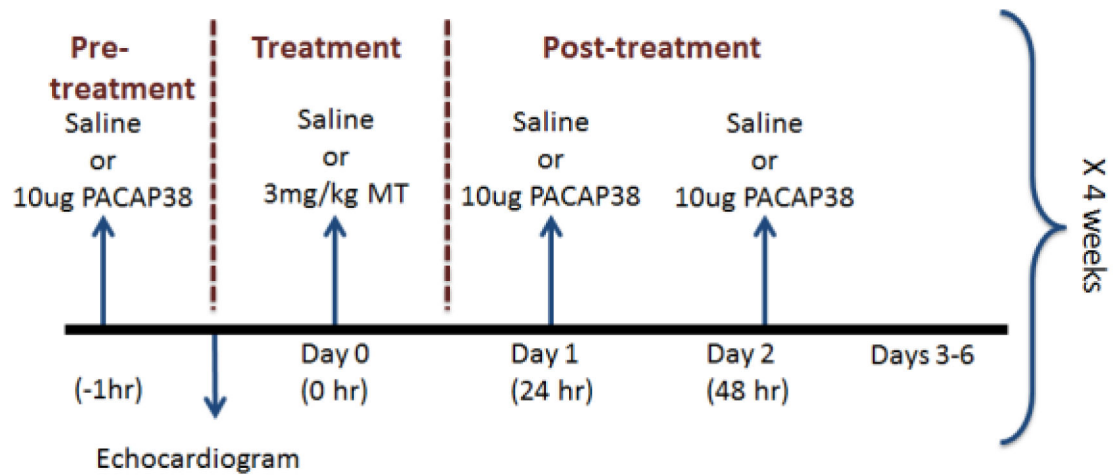 Pre-
treatment
Saline
or
10ug PACAP38
Treatment
Saline
or
3mg/kg MT
Post-treatment
Saline
or
10ug PACAP38
Saline
or
10ug PACAP38
X 4 weeks
(-1hr)
Echocardiogram
Day 0
(0 hr)
Day 1
(24 hr)
Day 2
(48 hr)
Days 3-6